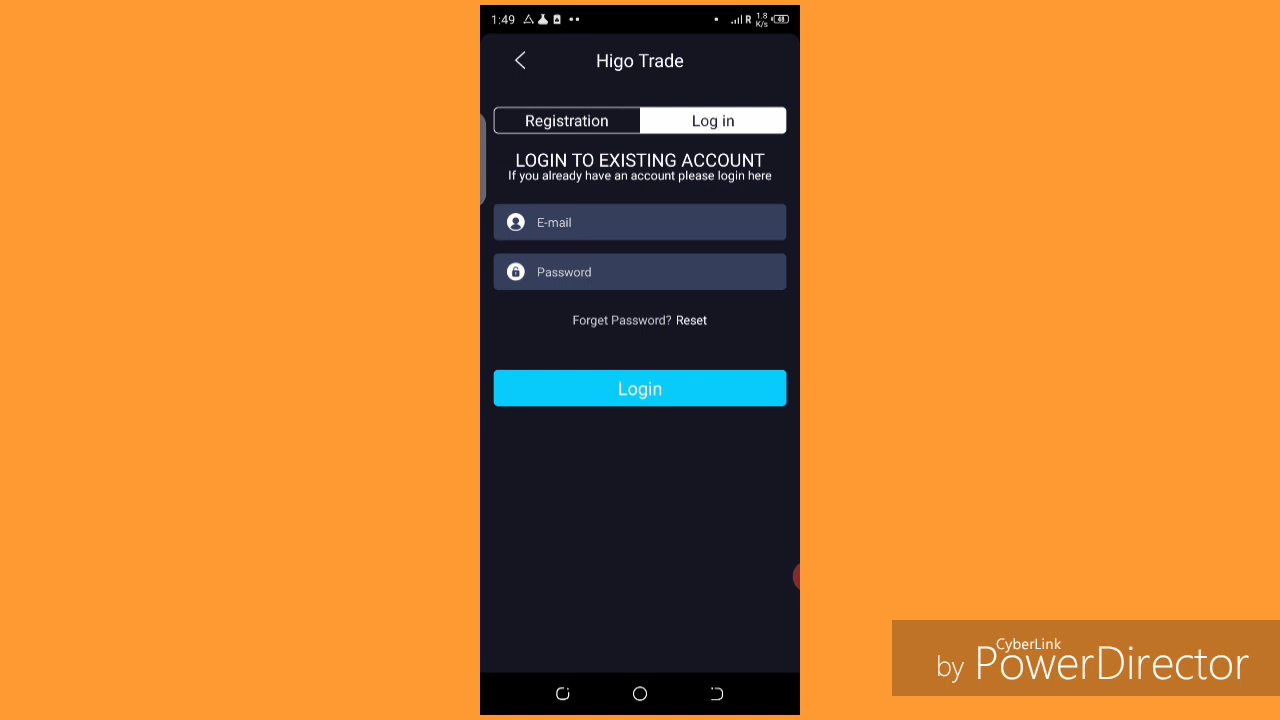 1:49
R 1.8 K/s 48
Higo Trade
Registration Log in
LOGIN TO EXISTING ACCOUNT
If you already have an account please login here
E-mail
Password
Forget Password? Reset
Login
CyberLink
by PowerDirector